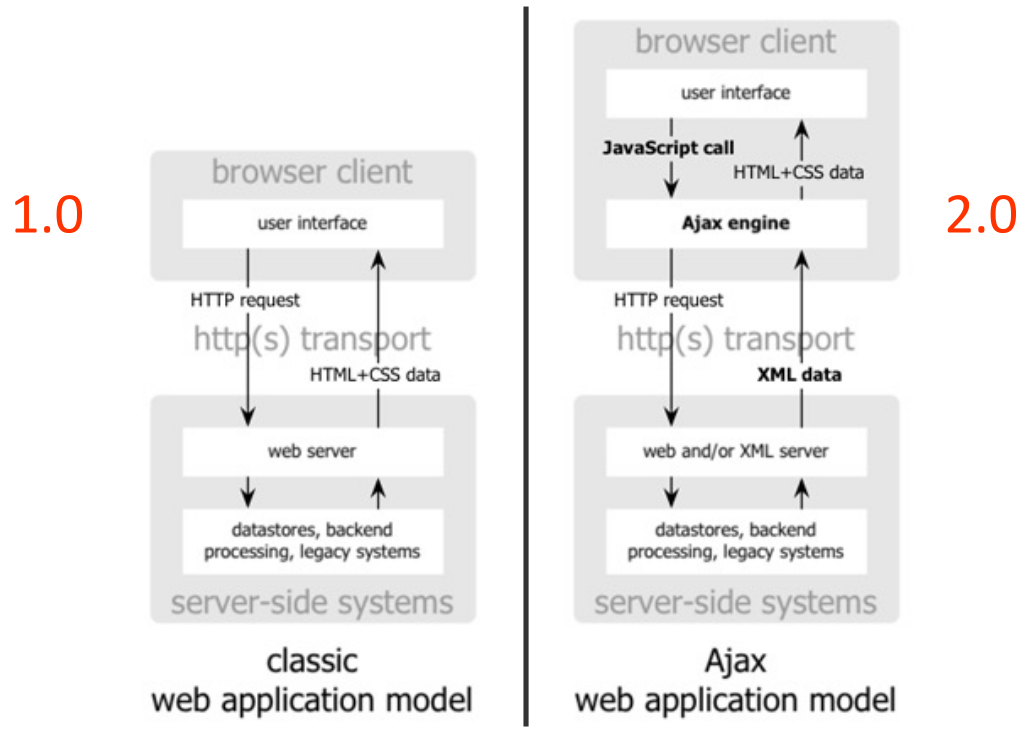 1.0
browser client
user interface
HTTP request
http(s) transport
HTML+CSS data
web server
datastores, backend
processing, legacy systems
server-side systems
classic
web application model
browser client
user interface
JavaScript call
HTML+CSS data
Ajax engine
HTTP request
http(s) transport
XML data
web and/or XML server
datastores, backend
processing, legacy systems
server-side systems
Ajax
web application model
2.0